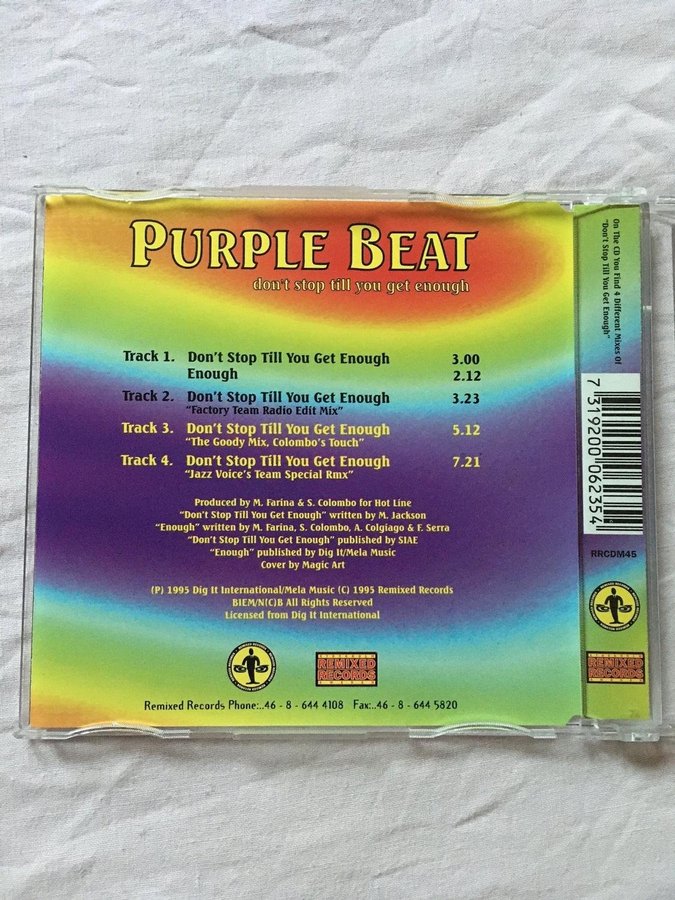 PURPLE BEAT
don't stop till you get enough
Track 1. Don't Stop Till You Get Enough 3.00
Enough 2.12
Track 2. Don't Stop Till You Get Enough 3.23
"Factory Team Radio Edit Mix"
Track 3. Don't Stop Till You Get Enough 5.12
"The Goody Mix, Colombo's Touch"
Track 4. Don't Stop Till You Get Enough 7.21
"Jazz Voice's Team Special Rmx"
Produced by M. Farina & S. Colombo for Hot Line
"Don't Stop Till You Get Enough" written by M. Jackson
"Enough" written by M. Farina, S. Colombo, A. Colgiago & F. Serra
"Don't Stop Till You Get Enough" published by SIAE
"Enough" published by Dig It/Mela Music
Cover by Magic Art
(P) 1995 Dig It International/Mela Music (C) 1995 Remixed Records
BIEM/N(C)B All Rights Reserved
Licensed from Dig It International
REMIXED
RECORDS
Remixed Records Phone:..46 - 8 - 644 4108 Fax:..46 - 8 - 644 5820
On The CD You Find 4 Different Mixes Of
"Don't Stop Till You Get Enough"
7 319200 062354
RRCDM45
REMIXED
RECORDS